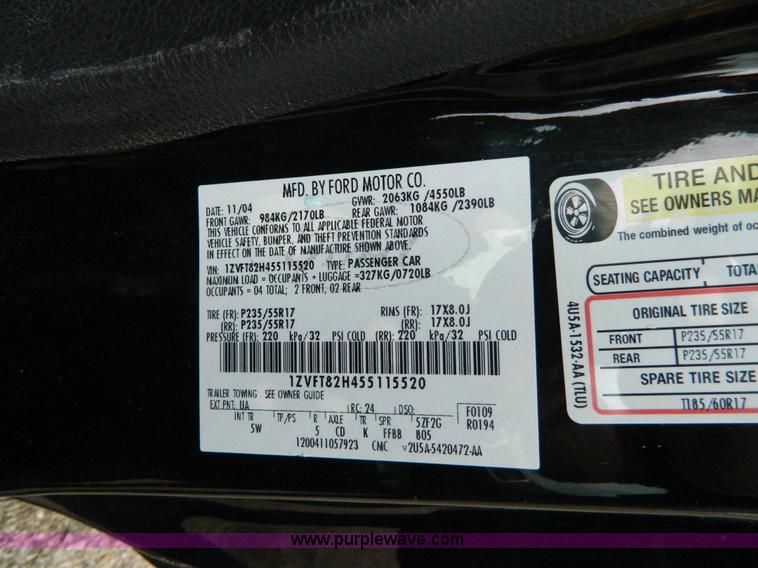 MFD. BY FORD MOTOR CO.
DATE: 11/04 GVWR: 2063KG /4550LB
FRONT GAWR: 984KG/2170LB REAR GAWR: 1084KG /2390LB
THIS VEHICLE CONFORMS TO ALL APPLICABLE FEDERAL MOTOR
VEHICLE SAFETY, BUMPER, AND THEFT PREVENTION STANDARDS
IN EFFECT ON THE DATE OF MANUFACTURE SHOWN ABOVE.
VIN: 1ZVFT82H455115520 TYPE: PASSENGER CAR
MAXIMUM LOAD = OCCUPANTS + LUGGAGE =327KG/0720LB
OCCUPANTS = 04 TOTAL; 2 FRONT, 02 REAR
TIRE (FR): P235/55R17 RIMS (FR): 17X8.0J
(RR): P235/55R17 (RR): 17X8.0J
PRESSURE (FR): 220 kPa/32 PSI COLD (RR): 220 kPa/32 PSI COLD
1ZVFT82H455115520
TRAILER TOWING - SEE OWNER GUIDE
EXT PNT: UA RC: 24 DSO: F0109
INT TR TP/PS R AXLE TR SPR 5ZF2G R0194
5W 5 CD K FFBB 805
1200411057923 CMC v2U5A-5420472-AA
TIRE AND
SEE OWNERS MA
The combined weight of oc
SEATING CAPACITY TOTA
ORIGINAL TIRE SIZE
FRONT P235/55R17
REAR P235/55R17
SPARE TIRE SIZE
T185/60R17
4U5A-1532-AA (TLU)
www.purplewave.com